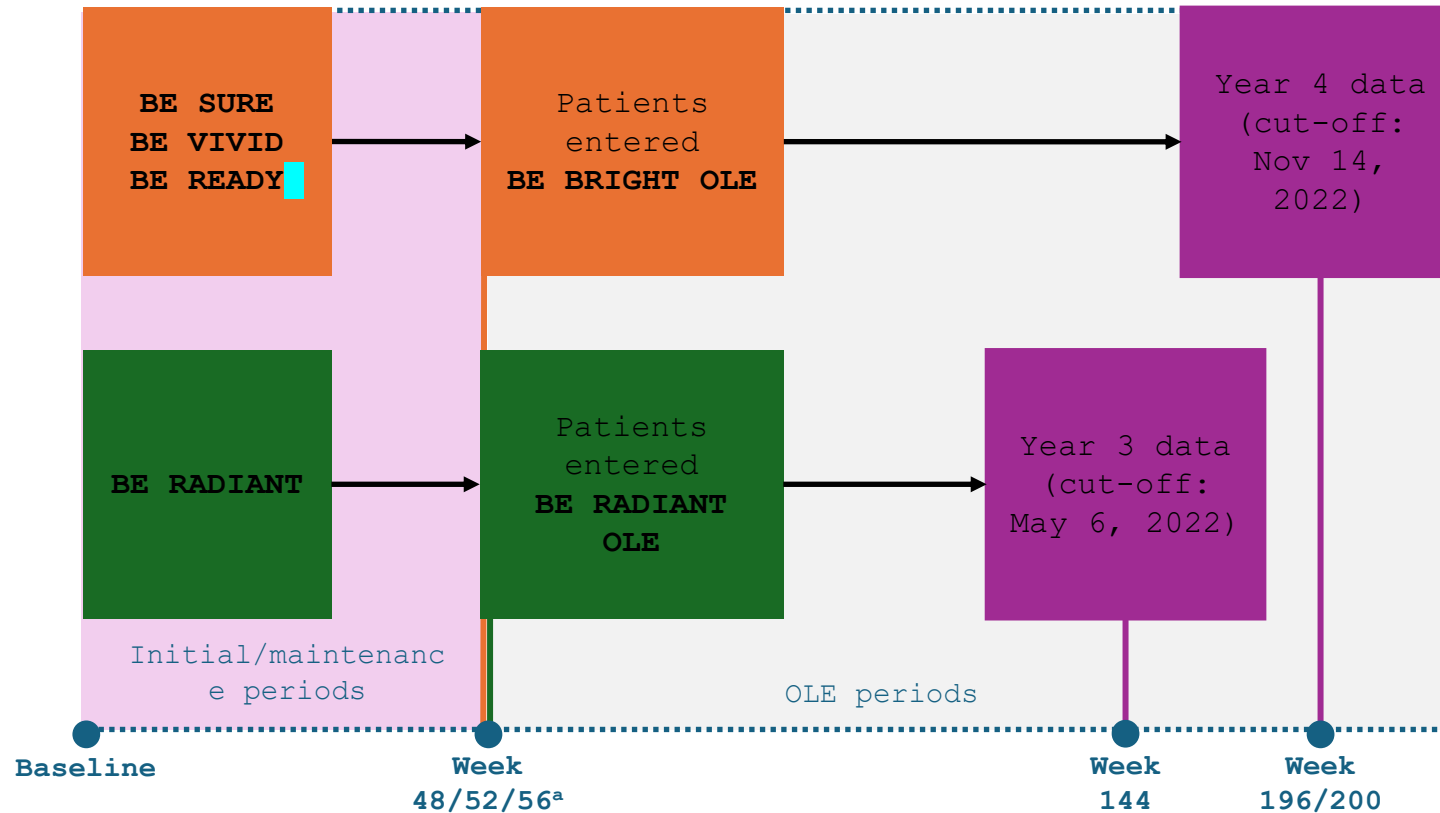 BE SURE
BE VIVID
BE READY
Patients
entered
BE BRIGHT OLE
Year 4 data
(cut-off:
Nov 14,
2022)
BE RADIANT
Patients
entered
BE RADIANT
OLE
Year 3 data
(cut-off:
May 6, 2022)
Initial/maintenanc
e periods
OLE periods
Baseline
Week
48/52/56ᵃ
Week
144
Week
196/200